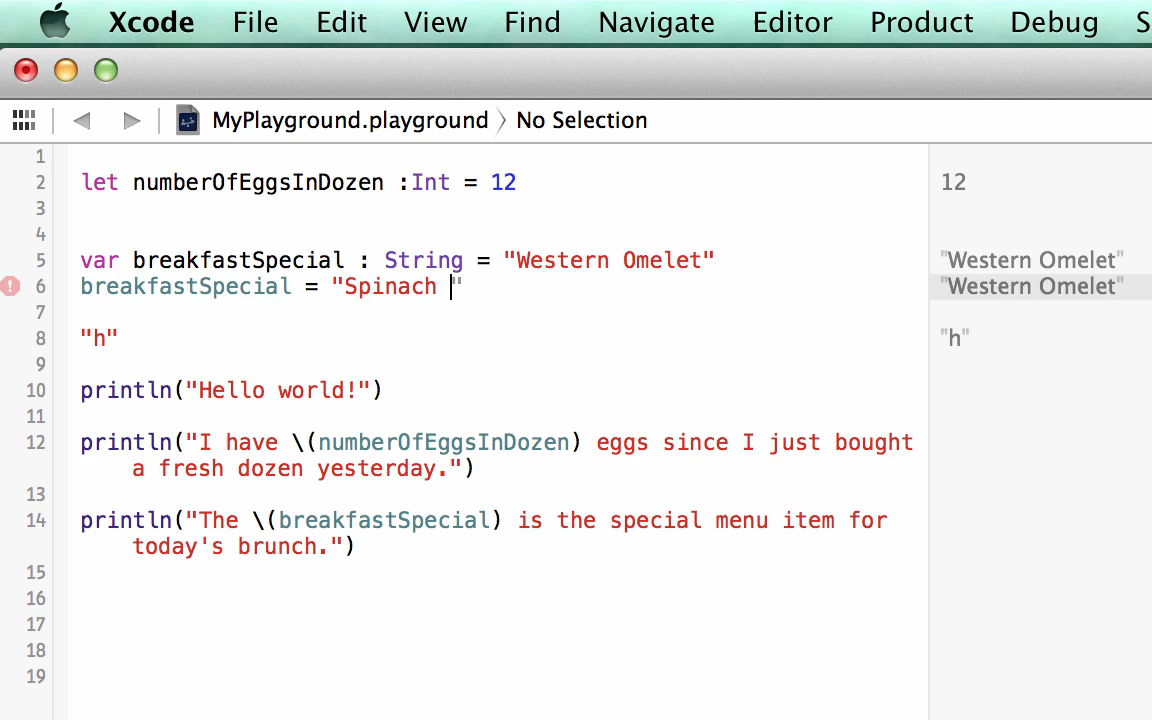 Xcode File Edit View Find Navigate Editor Product Debug S
MyPlayground.playground No Selection
1
2 let numberOfEggsInDozen :Int = 12 12
3
4
5 var breakfastSpecial : String = "Western Omelet" "Western Omelet"
6 breakfastSpecial = "Spinach " "Western Omelet"
7
8 "h" "h"
9
10 println("Hello world!")
11
12 println("I have \(numberOfEggsInDozen) eggs since I just bought
a fresh dozen yesterday.")
13
14 println("The \(breakfastSpecial) is the special menu item for
today's brunch.")
15
16
17
18
19